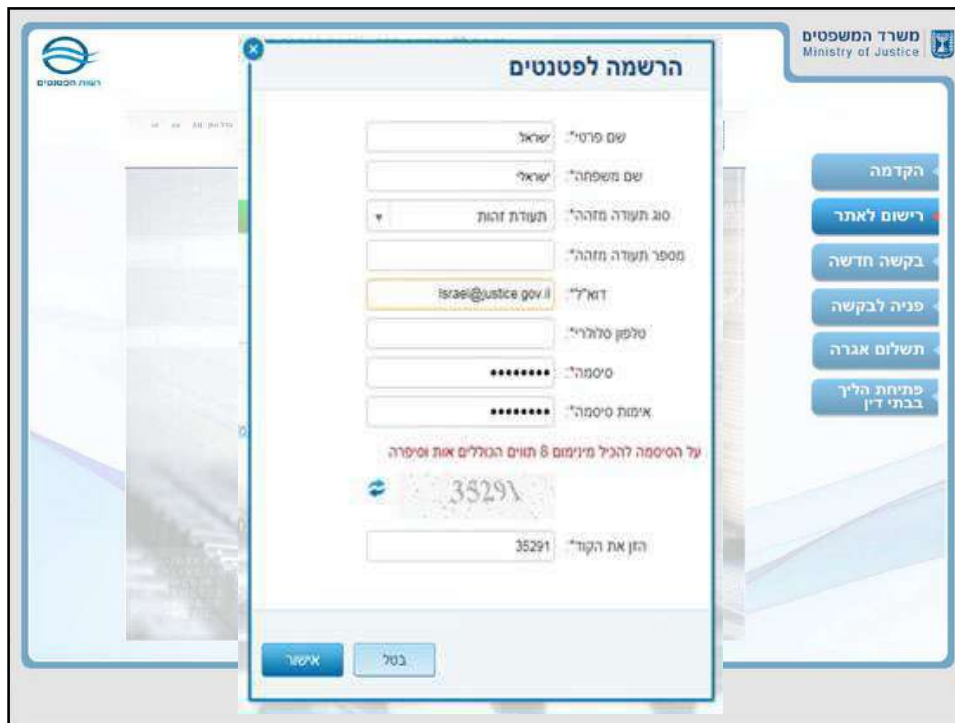 משרד המשפטים
Ministry of Justice
רשות הפטנטים
הרשמה לפטנטים
שם פרטי*: ישראל
שם משפחה*: ישראלי
סוג תעודה מזהה*: תעודת זהות
מספר תעודה מזהה*:
דוא"ל*: Israel@justice.gov.il
טלפון סלולרי*:
סיסמה*: ••••••••
אימות סיסמה*: ••••••••
על הסיסמה להכיל מינימום 8 תווים הכוללים אות וסיפרה
35291
הזן את הקוד*: 35291
בטל
אישור
הקדמה
רישום לאתר
בקשה חדשה
פניה לבקשה
תשלום אגרה
פתיחת הליך
בבתי דין